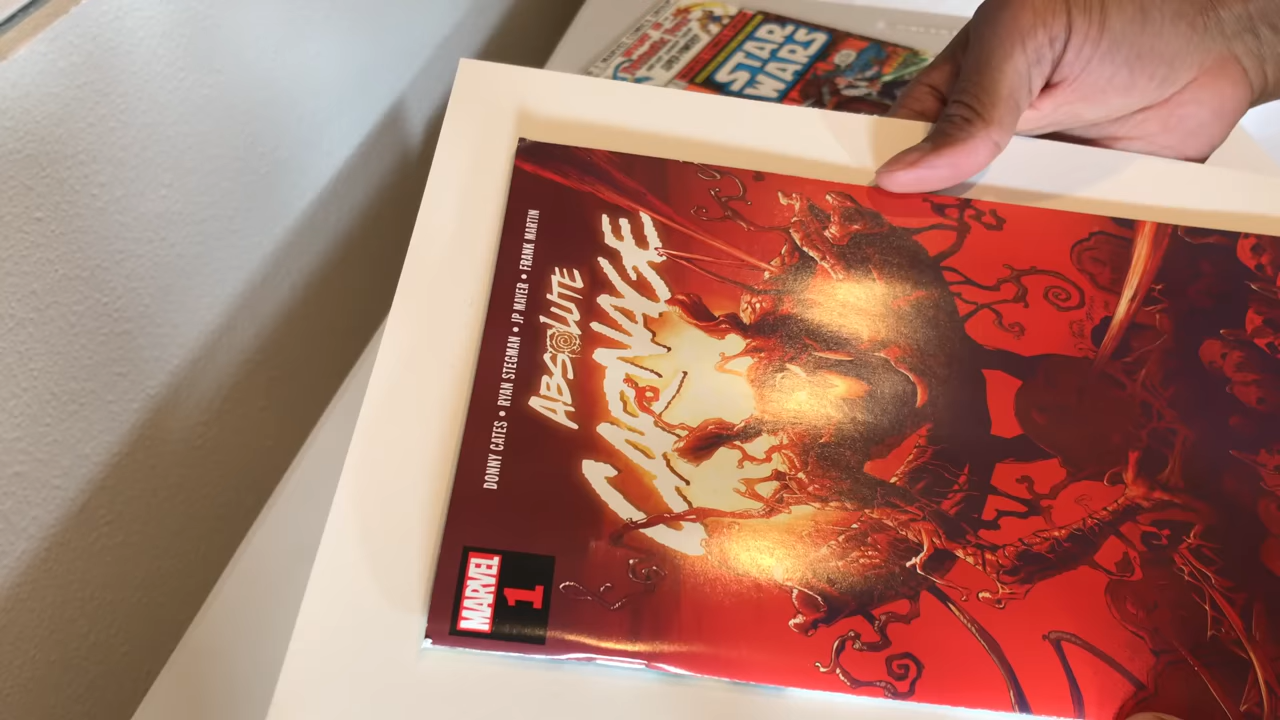 DONNY CATES • RYAN STEGMAN • JP MAYER • FRANK MARTIN
ABSOLUTE
CARNAGE
MARVEL
1
STAR
WARS